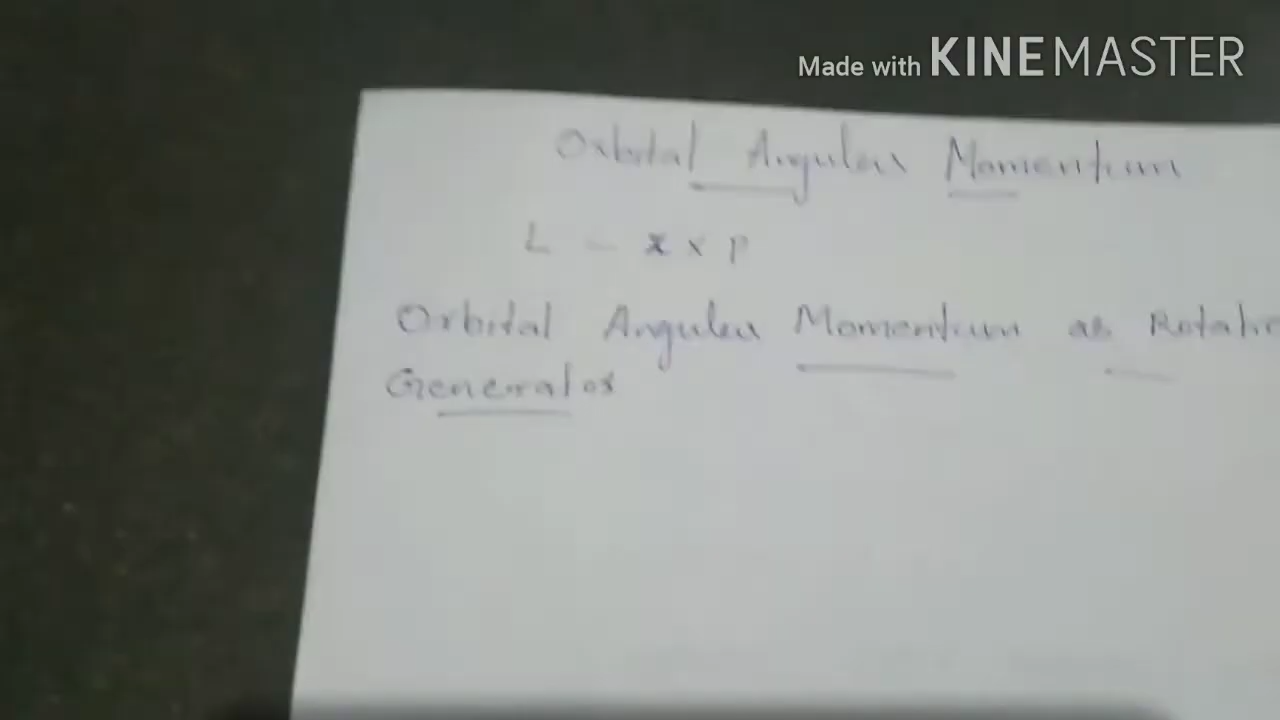 Made with KINEMASTER
Orbital Angular Momentum
L = x x p
Orbital Angular Momentum as Rotatio
Generator